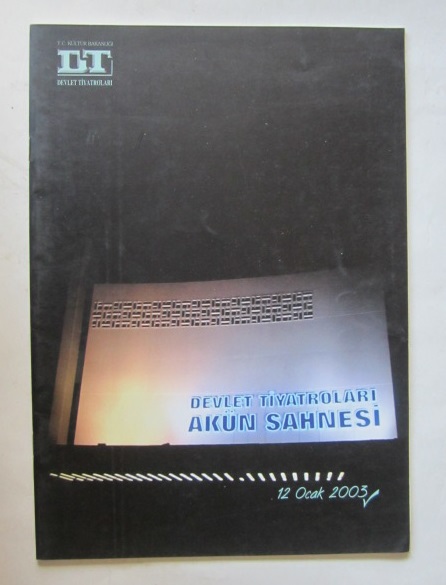 T.C. KÜLTÜR BAKANLIĞI
DT
DEVLET TİYATROLARI
DEVLET TİYATROLARI
AKÜN SAHNESİ
12 Ocak 2003